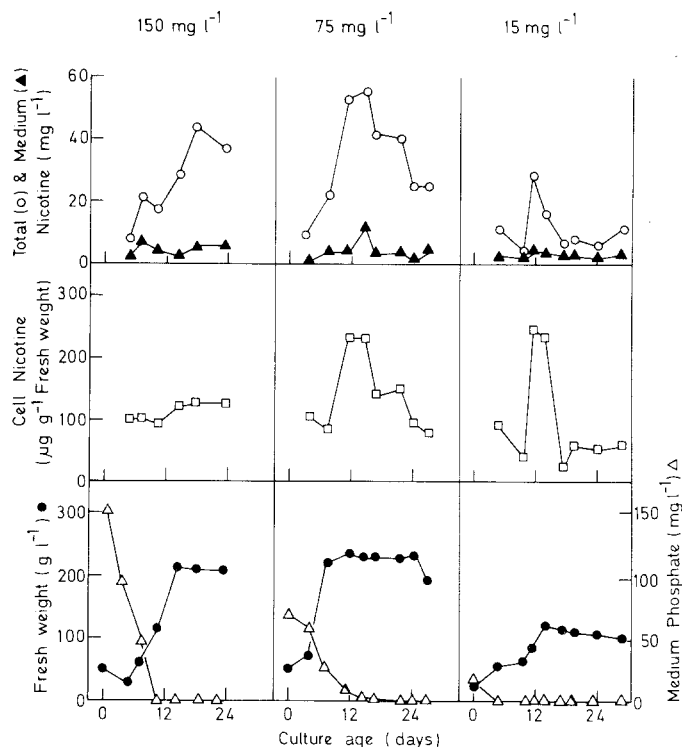 150 mg l⁻¹ 75 mg l⁻¹ 15 mg l⁻¹
Total (o) & Medium (▲)
Nicotine (mg l⁻¹)
60
40
20
0
Cell Nicotine
(µg g⁻¹ Fresh weight)
300
200
100
0
Fresh weight (g l⁻¹) ●
300
200
100
0
Medium Phosphate (mg l⁻¹) △
150
100
50
0
0 12 24 0 12 24 0 12 24
Culture age (days)